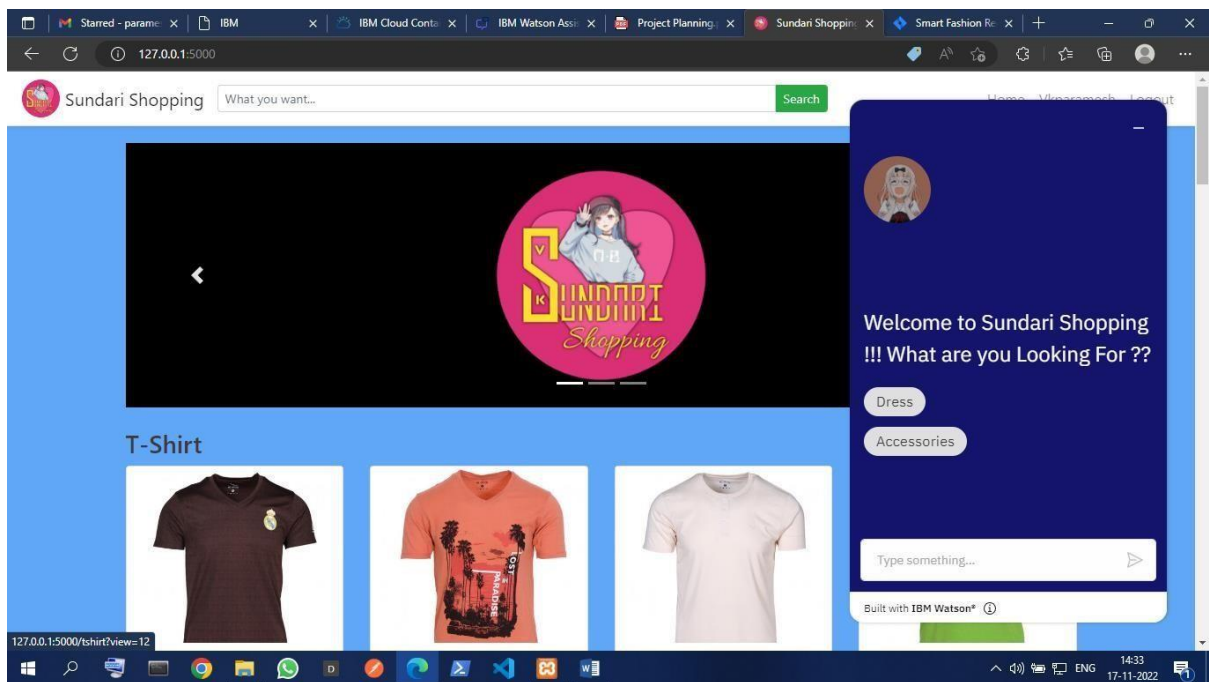 Starred - parame
IBM
IBM Cloud Conta
IBM Watson Assis
Project Planning.p
Sundari Shopping
Smart Fashion Re
127.0.0.1:5000
Sundari Shopping
What you want...
Search
Home
Logout
V
SUNDARI
K
Shopping
Welcome to Sundari Shopping
!!! What are you Looking For ??
Dress
Accessories
T-Shirt
LOST
PARADISE
Type something...
Built with IBM Watson®
127.0.0.1:5000/tshirt?view=12
ENG
14:33
17-11-2022